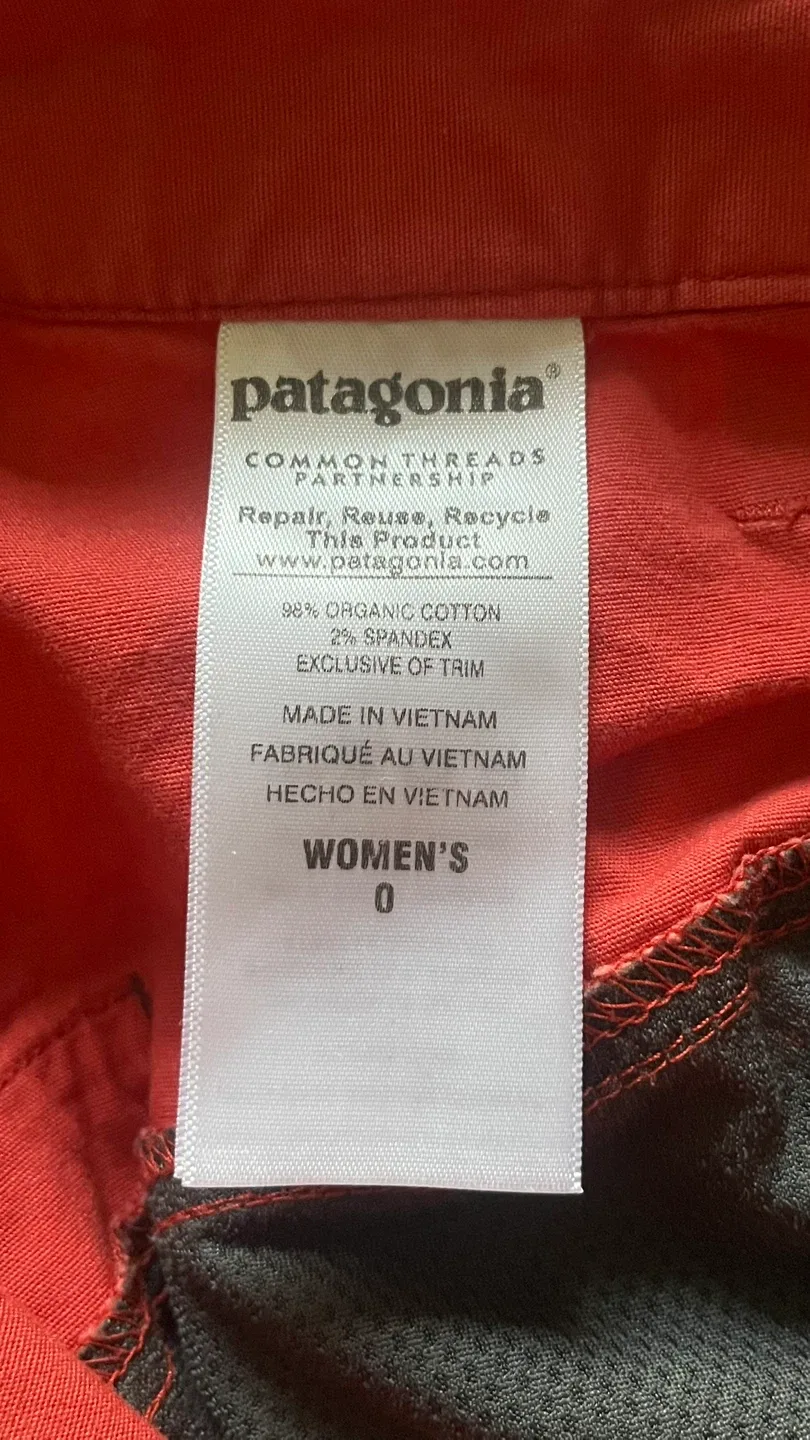 patagonia®
COMMON THREADS
PARTNERSHIP
Repair, Reuse, Recycle
This Product
www.patagonia.com
98% ORGANIC COTTON
2% SPANDEX
EXCLUSIVE OF TRIM
MADE IN VIETNAM
FABRIQUÉ AU VIETNAM
HECHO EN VIETNAM
WOMEN'S
0